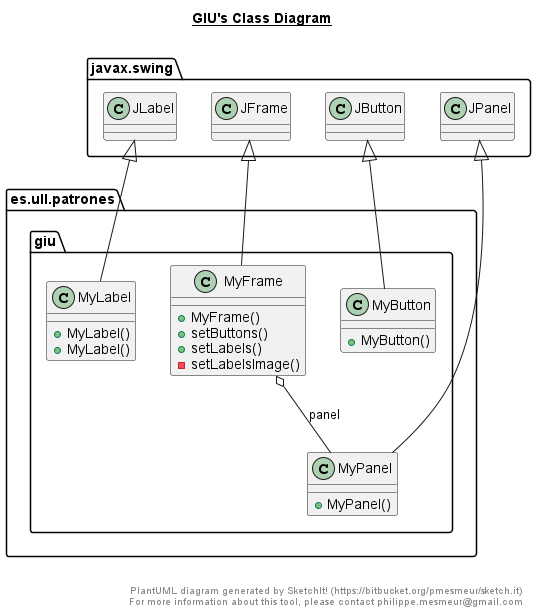 GIU's Class Diagram
javax.swing
C JLabel
C JFrame
C JButton
C JPanel
es.ull.patrones
giu
C MyLabel
MyLabel()
MyLabel()
C MyFrame
MyFrame()
setButtons()
setLabels()
setLabelsImage()
C MyButton
MyButton()
panel
C MyPanel
MyPanel()
PlantUML diagram generated by SketchIt! (https://bitbucket.org/pmesmeur/sketch.it)
For more information about this tool, please contact philippe.mesmeur@gmail.com